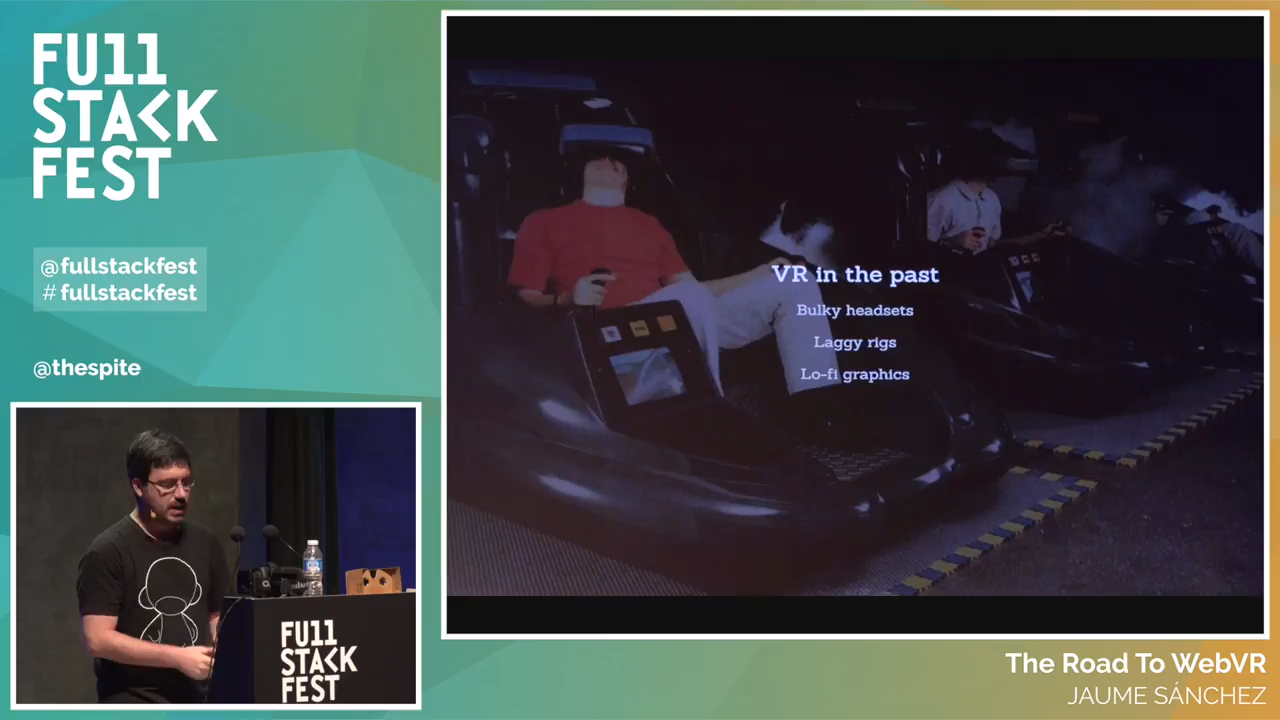 FU11
STACK
FEST
@fullstackfest
# fullstackfest
@thespite
VR in the past
Bulky headsets
Laggy rigs
Lo-fi graphics
FU11
STACK
FEST
The Road To WebVR
JAUME SÁNCHEZ